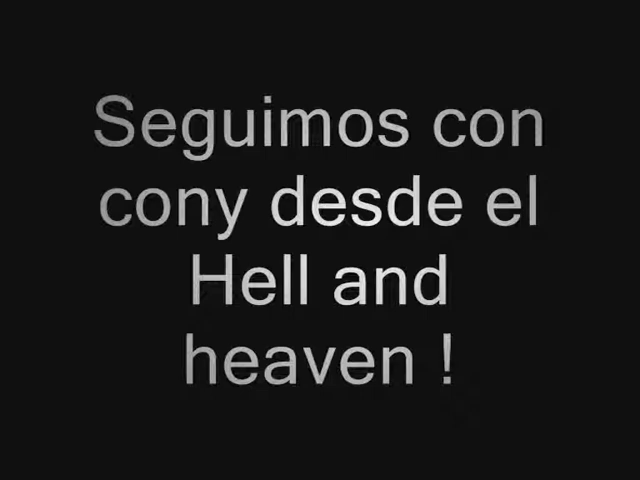 Seguimos con
cony desde el
Hell and
heaven !